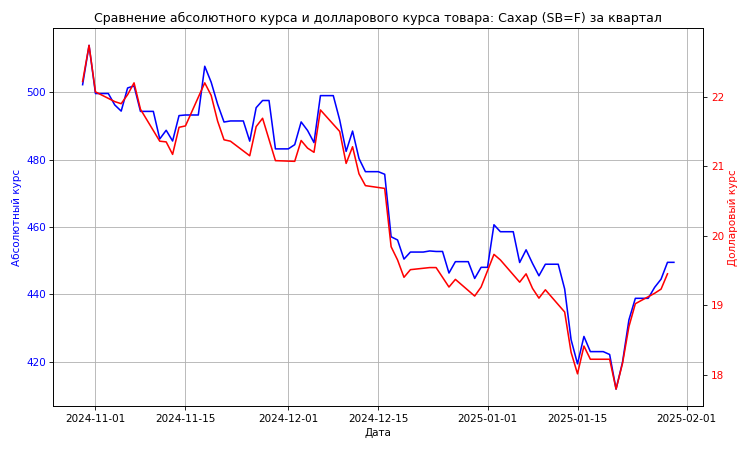 Сравнение абсолютного курса и долларового курса товара: Сахар (SB=F) за квартал
500
480
460
440
420
Абсолютный курс
22
21
20
19
18
Долларовый курс
2024-11-01 2024-11-15 2024-12-01 2024-12-15 2025-01-01 2025-01-15 2025-02-01
Дата